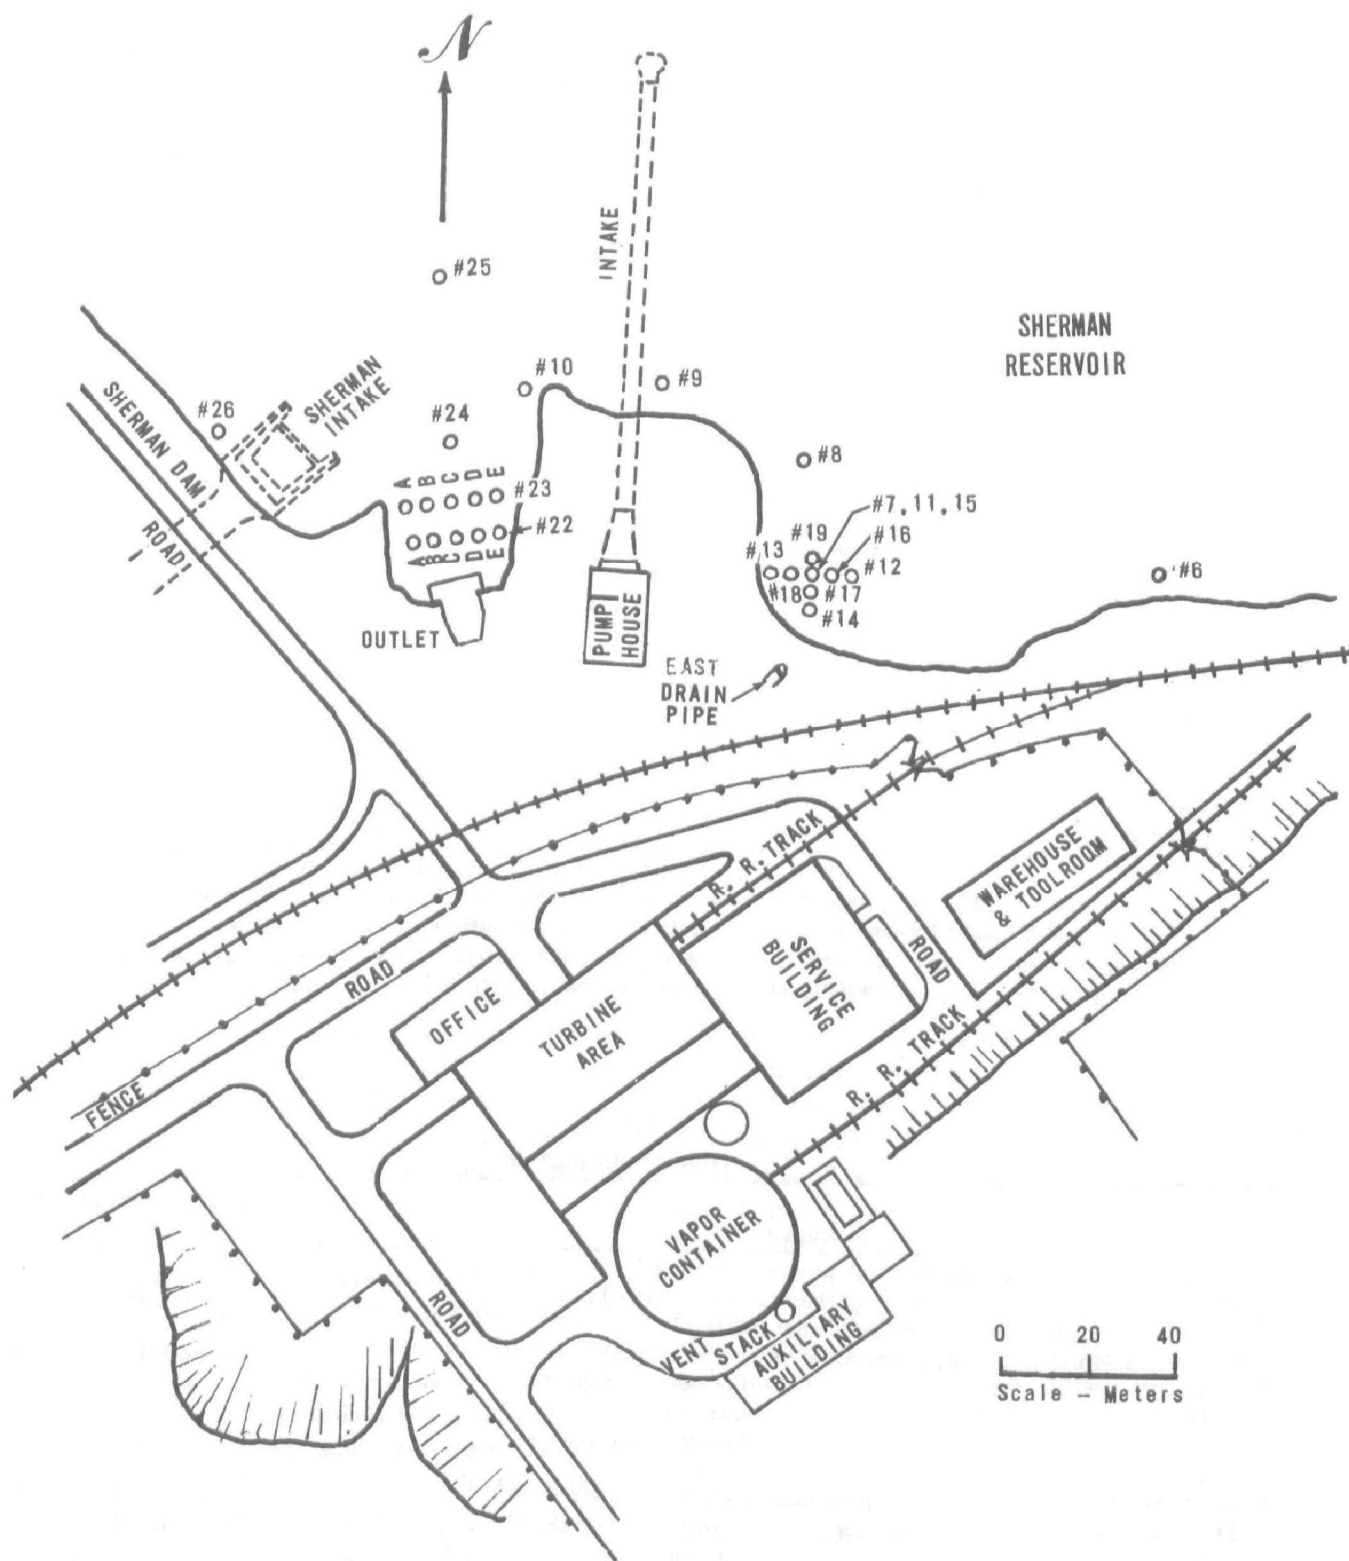 N
#25
INTAKE
SHERMAN
RESERVOIR
#10
#9
#26
SHERMAN
INTAKE
#24
SHERMAN DAM
ROAD
#8
A B C D E
#23
#22
A B C D E
#7, 11, 15
#19
#16
#13
#12
#18
#17
#14
#6
OUTLET
PUMP
HOUSE
EAST
DRAIN
PIPE
R. R. TRACK
WAREHOUSE
& TOOLROOM
SERVICE
BUILDING
ROAD
ROAD
OFFICE
TURBINE
AREA
FENCE
R. R. TRACK
VAPOR
CONTAINER
ROAD
VENT
STACK
AUXILIARY
BUILDING
0 20 40
Scale - Meters